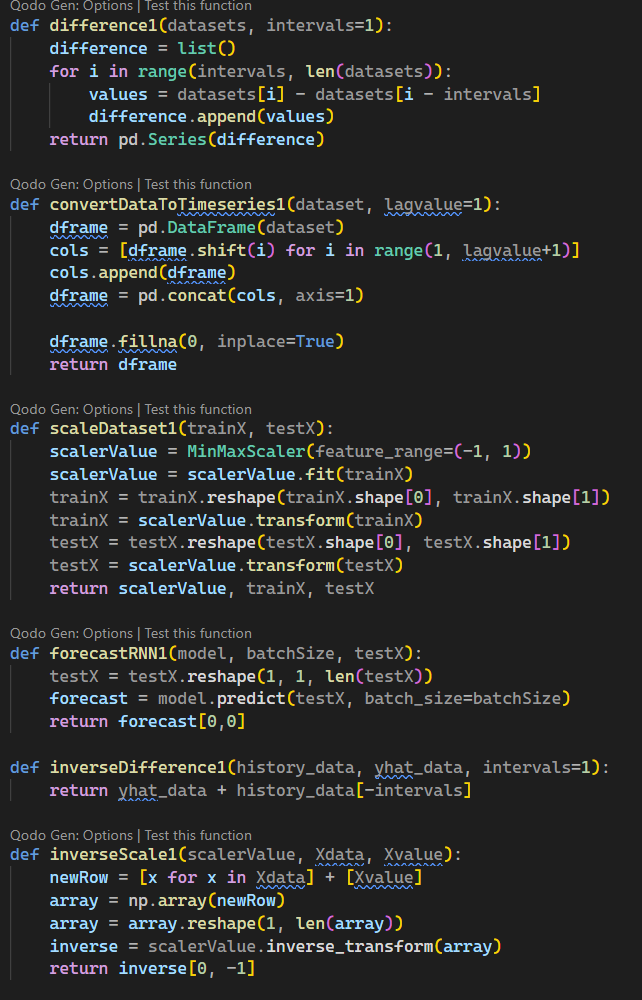 Qodo Gen: Options | Test this function
def difference1(datasets, intervals=1):
    difference = list()
    for i in range(intervals, len(datasets)):
        values = datasets[i] - datasets[i - intervals]
        difference.append(values)
    return pd.Series(difference)
Qodo Gen: Options | Test this function
def convertDataToTimeseries1(dataset, lagvalue=1):
    dframe = pd.DataFrame(dataset)
    cols = [dframe.shift(i) for i in range(1, lagvalue+1)]
    cols.append(dframe)
    dframe = pd.concat(cols, axis=1)
    dframe.fillna(0, inplace=True)
    return dframe
Qodo Gen: Options | Test this function
def scaleDataset1(trainX, testX):
    scalerValue = MinMaxScaler(feature_range=(-1, 1))
    scalerValue = scalerValue.fit(trainX)
    trainX = trainX.reshape(trainX.shape[0], trainX.shape[1])
    trainX = scalerValue.transform(trainX)
    testX = testX.reshape(testX.shape[0], testX.shape[1])
    testX = scalerValue.transform(testX)
    return scalerValue, trainX, testX
Qodo Gen: Options | Test this function
def forecastRNN1(model, batchSize, testX):
    testX = testX.reshape(1, 1, len(testX))
    forecast = model.predict(testX, batch_size=batchSize)
    return forecast[0,0]
def inverseDifference1(history_data, yhat_data, intervals=1):
    return yhat_data + history_data[-intervals]
Qodo Gen: Options | Test this function
def inverseScale1(scalerValue, Xdata, Xvalue):
    newRow = [x for x in Xdata] + [Xvalue]
    array = np.array(newRow)
    array = array.reshape(1, len(array))
    inverse = scalerValue.inverse_transform(array)
    return inverse[0, -1]